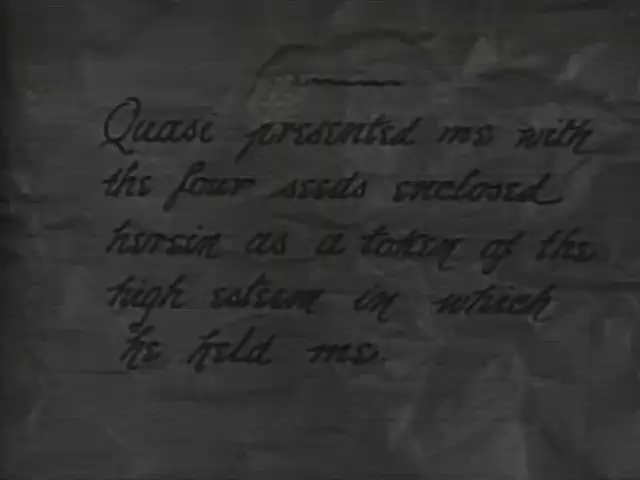 Quasi presented me with
the four seeds enclosed
herein as a token of the
high esteem in which
he held me.